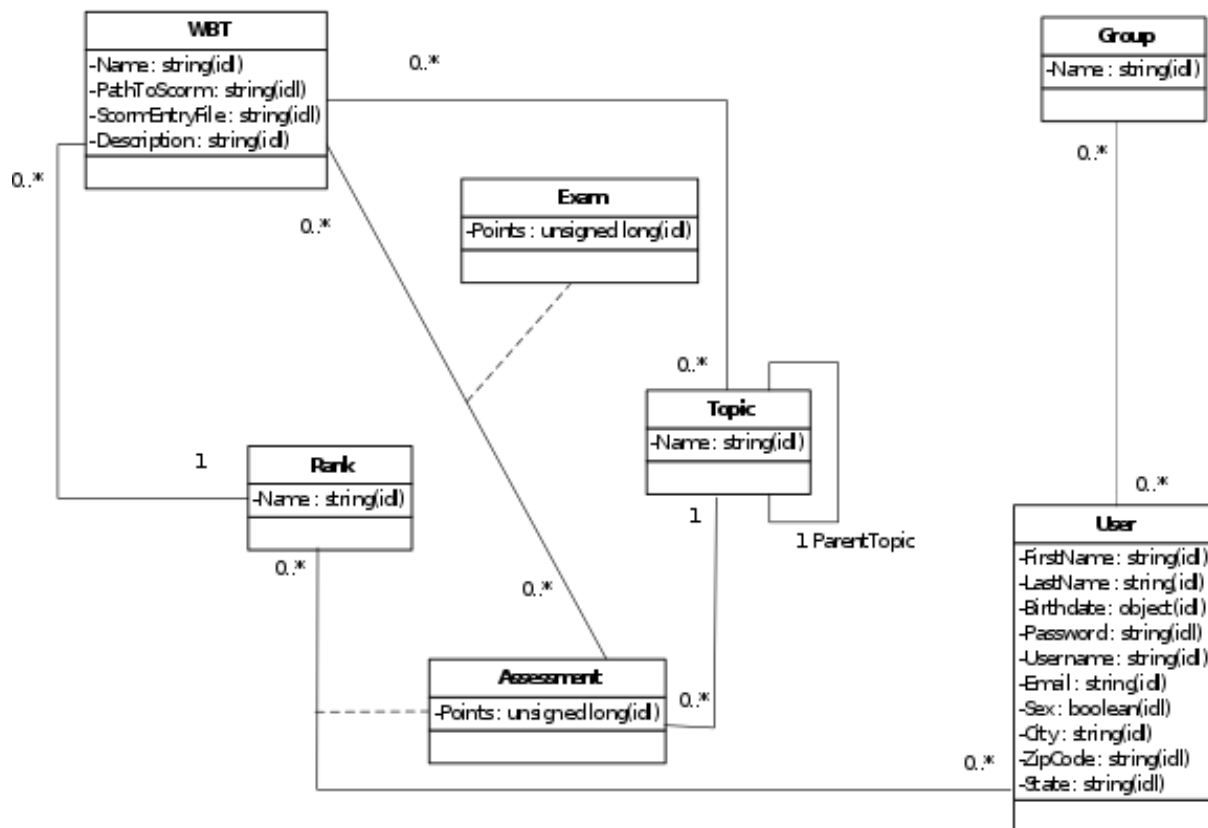 WBT
-Name : string(idl)
-PathToScorm : string(idl)
-ScormEntryFile : string(idl)
-Description : string(idl)
0..*
0..*
0..*
Group
-Name : string(idl)
0..*
Exam
-Points : unsigned long(idl)
0..*
Topic
-Name : string(idl)
1
1 ParentTopic
1
Rank
-Name : string(idl)
0..*
0..*
Assessment
-Points : unsigned long(idl)
0..*
0..*
User
-FirstName : string(idl)
-LastName : string(idl)
-Birthdate : object(idl)
-Password : string(idl)
-Username : string(idl)
-Email : string(idl)
-Sex : boolean(idl)
-City : string(idl)
-ZipCode : string(idl)
-State : string(idl)
0..*